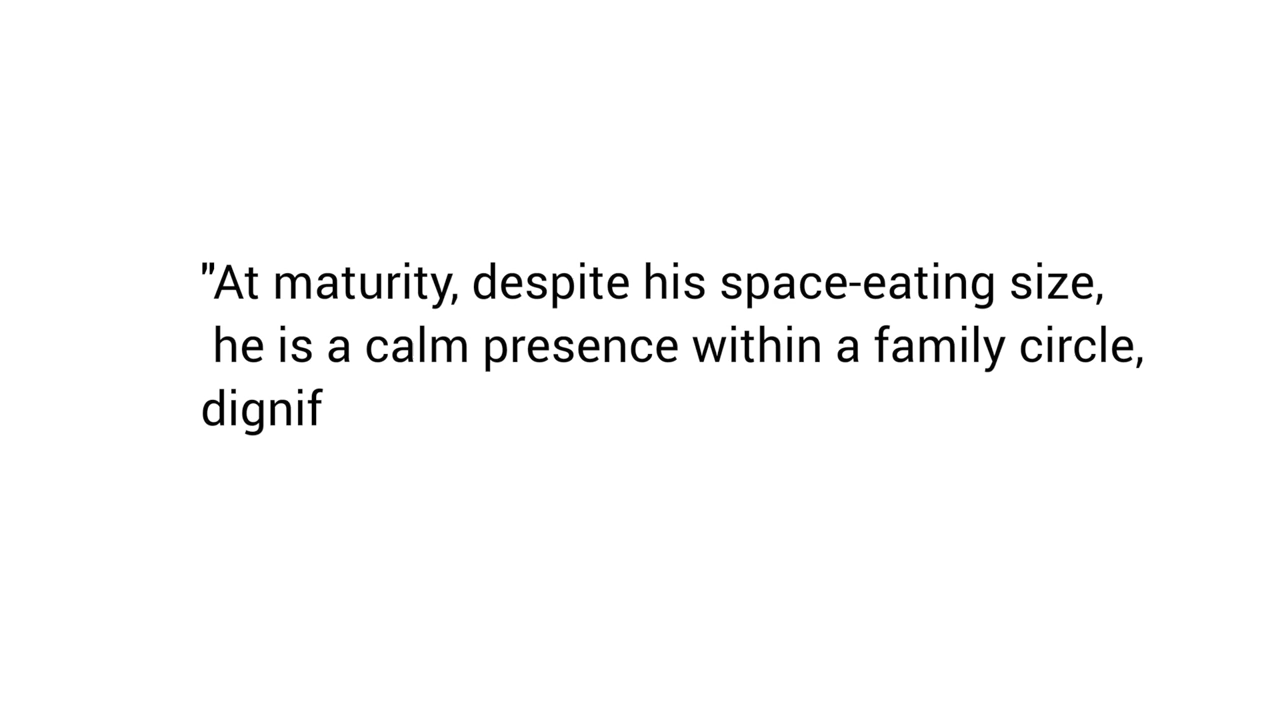 "At maturity, despite his space-eating size,
he is a calm presence within a family circle,
dignif